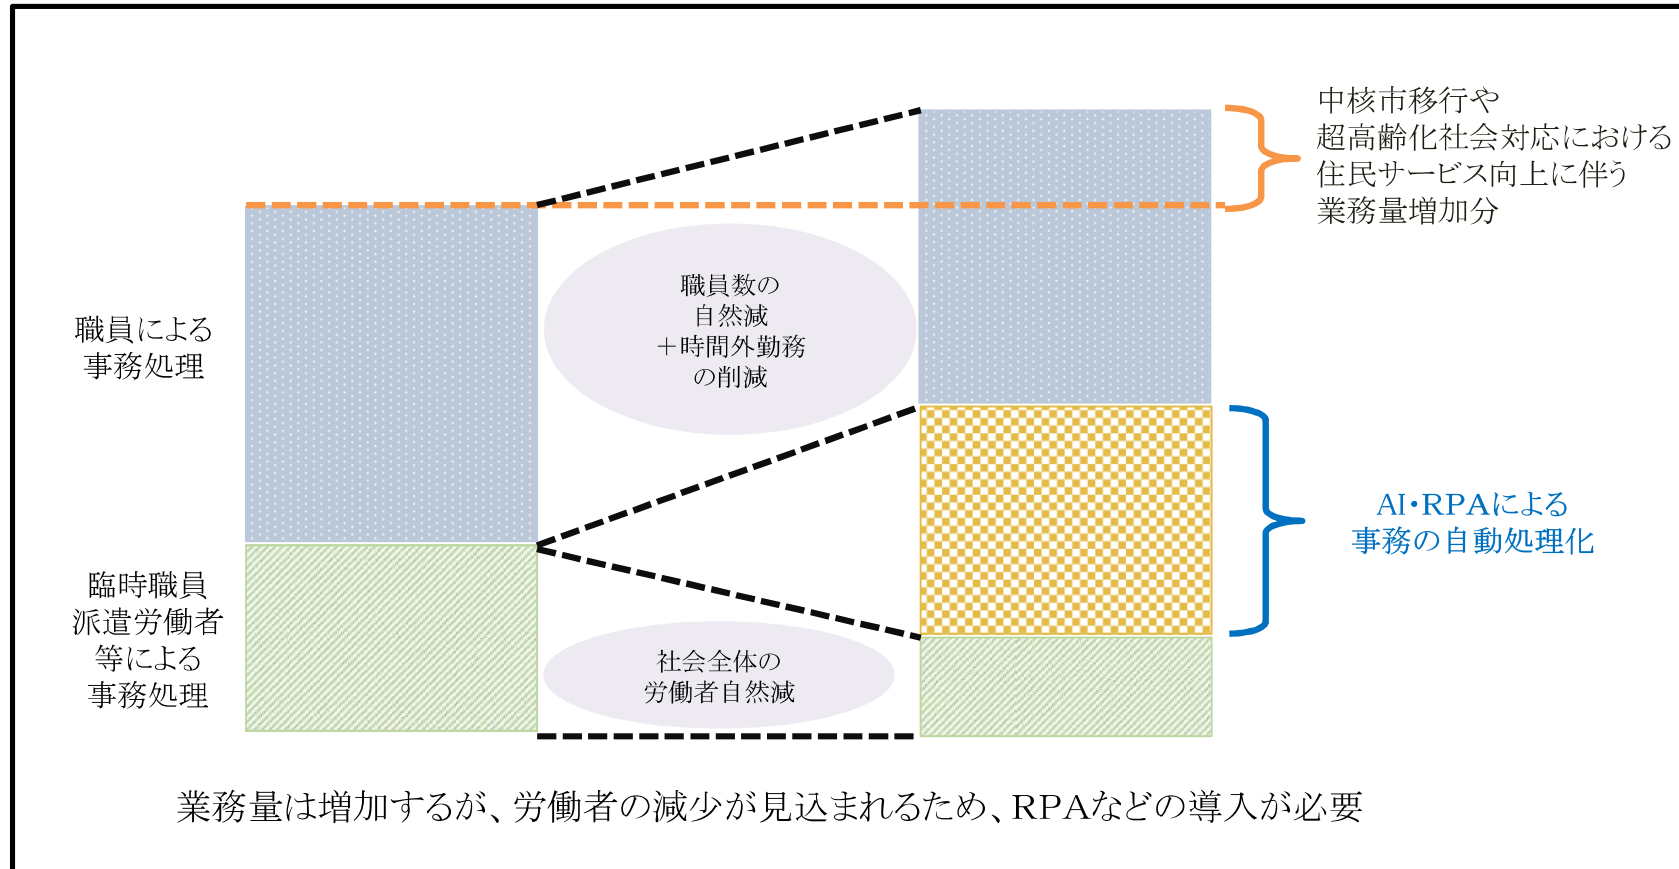 中核市移行や
超高齢化社会対応における
住民サービス向上に伴う
業務量増加分
職員数の
自然減
＋時間外勤務
の削減
職員による
事務処理
AI・RPAによる
事務の自動処理化
臨時職員
派遣労働者
等による
事務処理
社会全体の
労働者自然減
業務量は増加するが、労働者の減少が見込まれるため、RPAなどの導入が必要